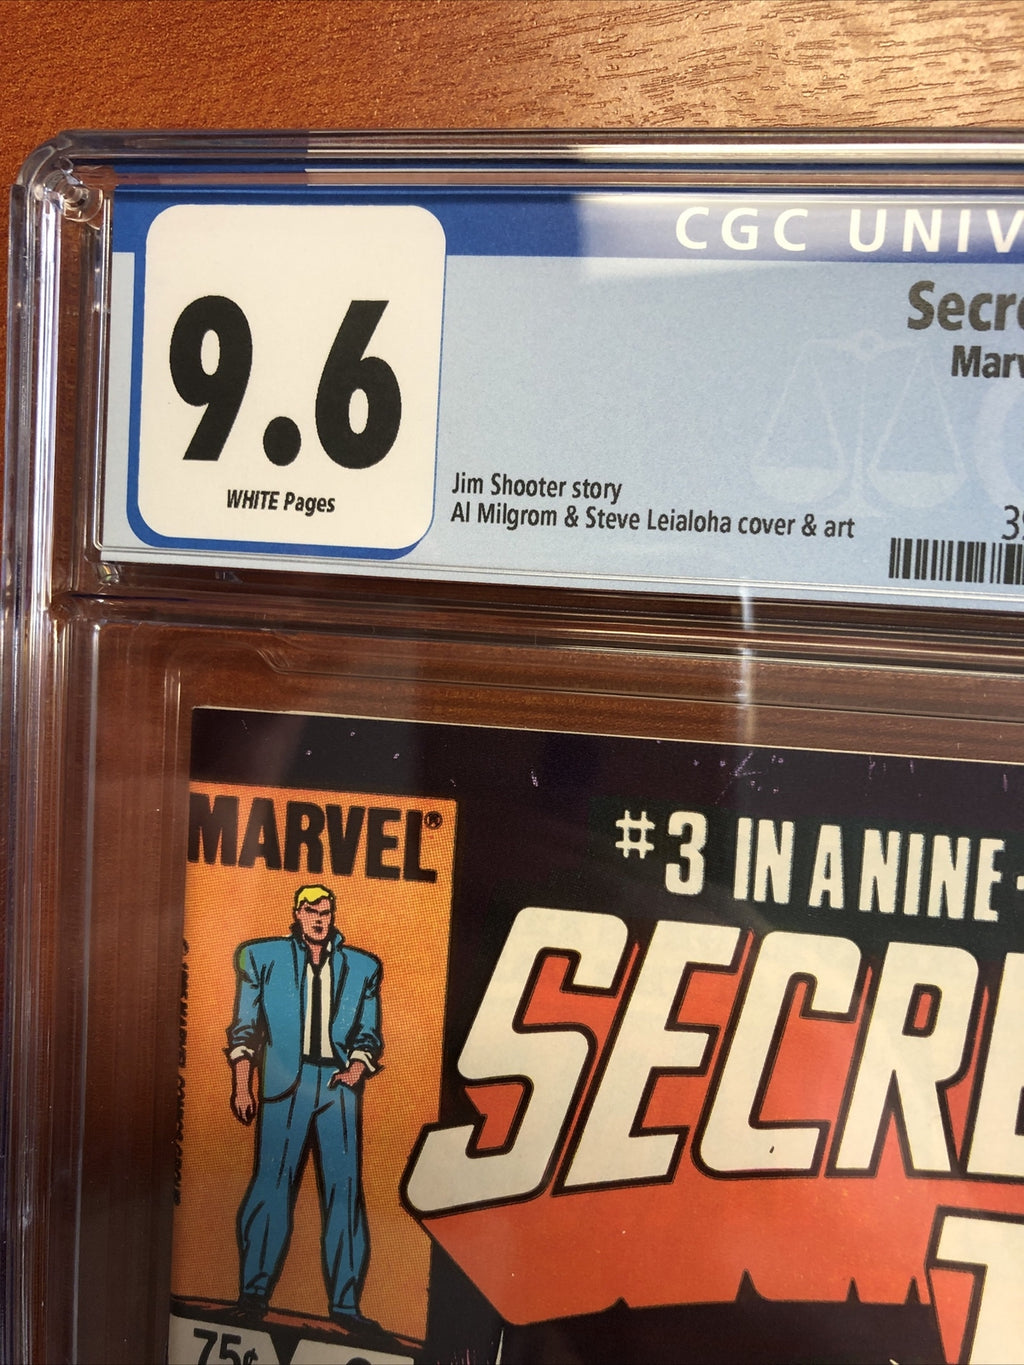 CGC UNIV
9.6
WHITE Pages
Secre
Marv
Jim Shooter story
Al Milgrom & Steve Leialoha cover & art
MARVEL®
#3 IN A NINE-
SECRE
75¢